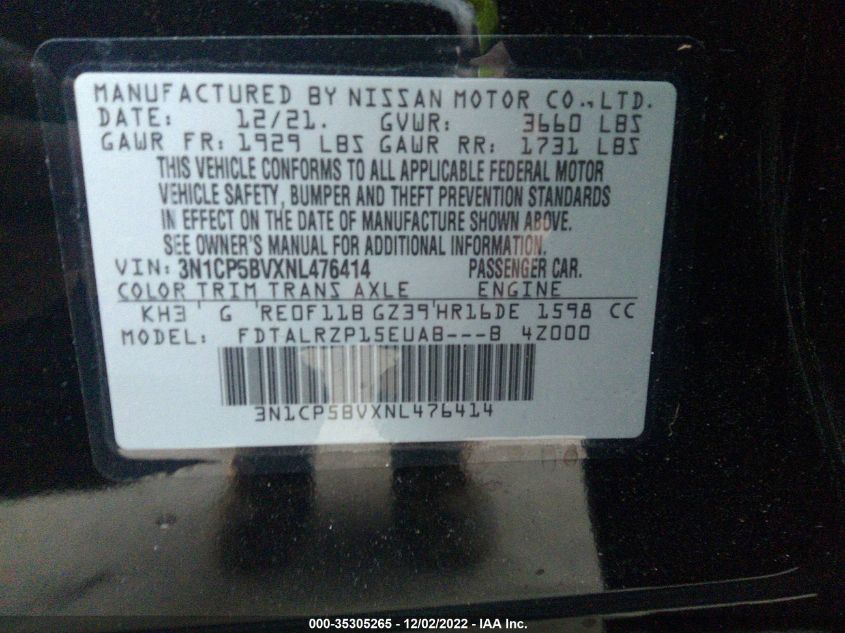 MANUFACTURED BY NISSAN MOTOR CO.,LTD.
DATE: 12/21. GVWR: 3660 LBS
GAWR FR: 1929 LBS GAWR RR: 1731 LBS
THIS VEHICLE CONFORMS TO ALL APPLICABLE FEDERAL MOTOR
VEHICLE SAFETY, BUMPER AND THEFT PREVENTION STANDARDS
IN EFFECT ON THE DATE OF MANUFACTURE SHOWN ABOVE.
SEE OWNER'S MANUAL FOR ADDITIONAL INFORMATION
VIN: 3N1CP5BVXNL476414 PASSENGER CAR.
COLOR TRIM TRANS AXLE ENGINE
KH3 G RE0F11B GZ39 HR16DE 1598 CC
MODEL: FDTALRZP15EUAB---B 4Z000
3N1CP5BVXNL476414
000-35305265 - 12/02/2022 - IAA Inc.